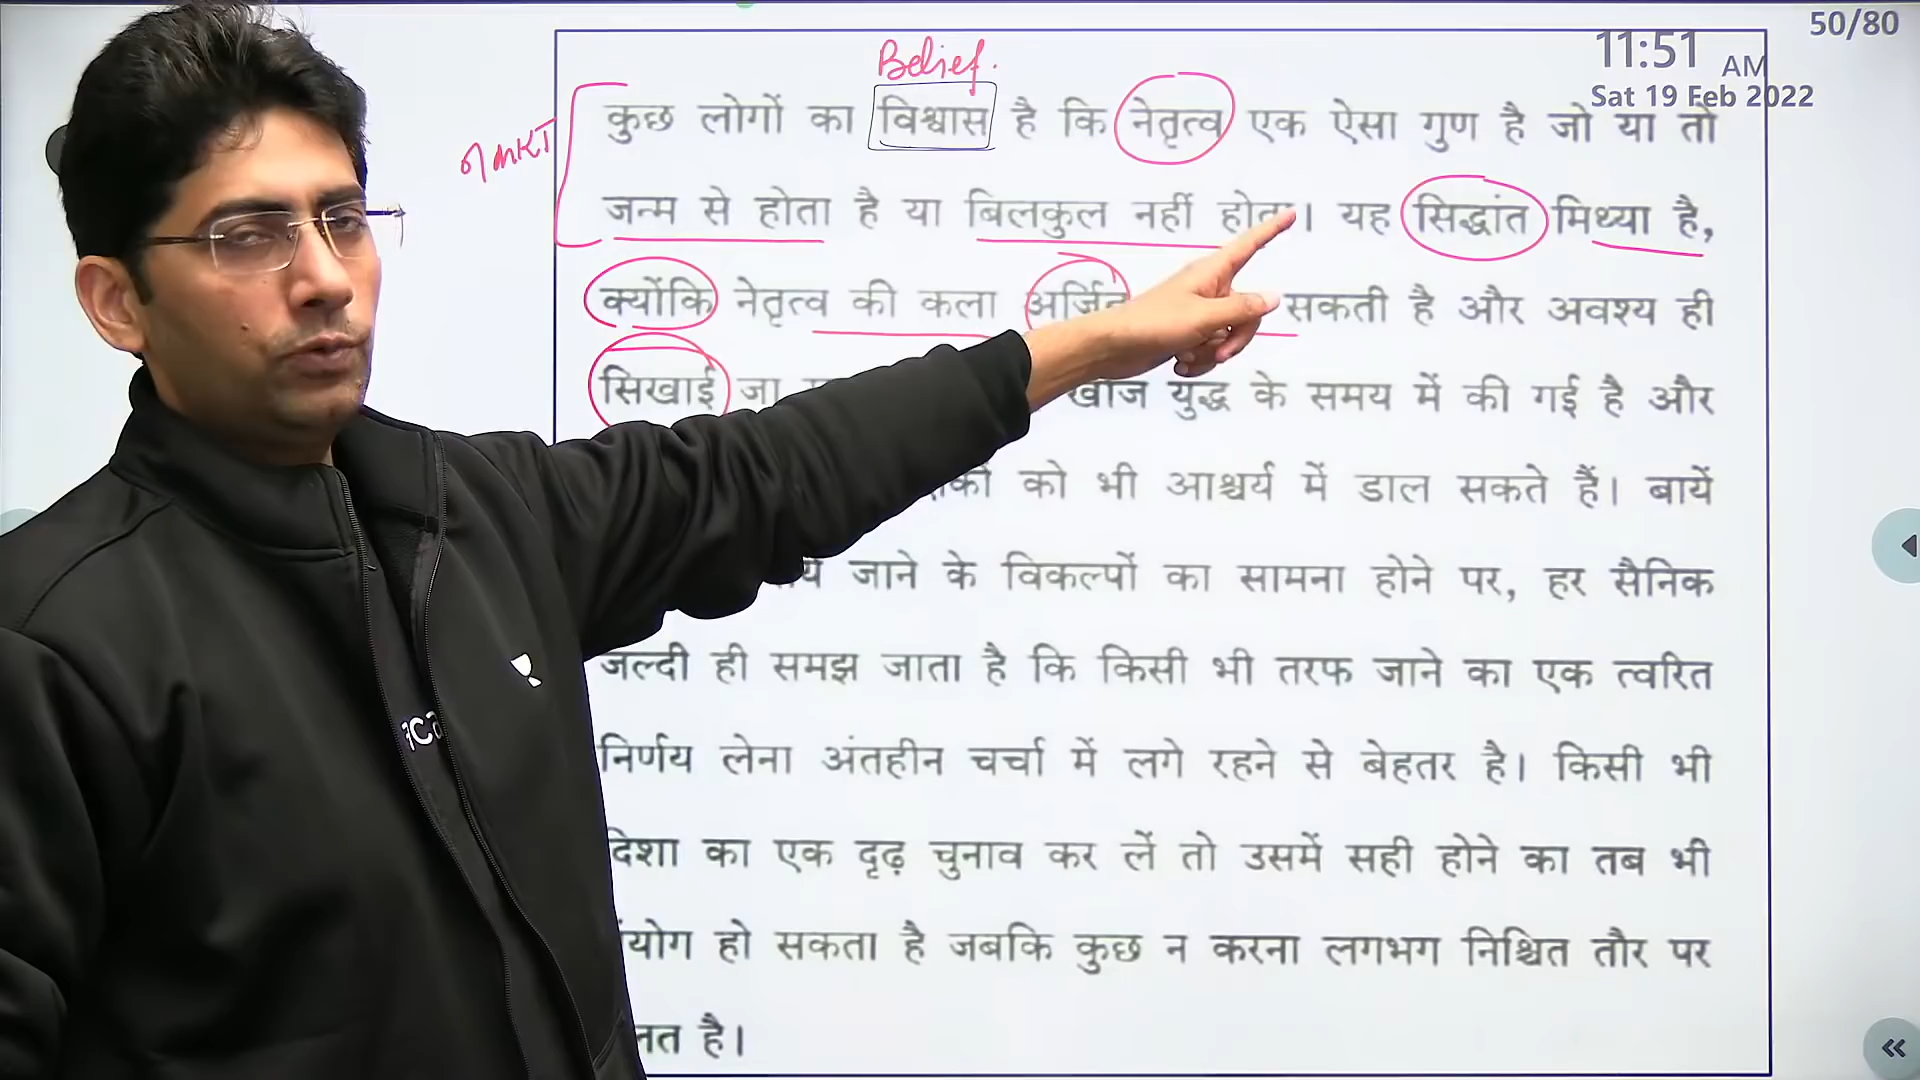 50/80
11:51 AM
Sat 19 Feb 2022
Belief.
कुछ लोगों का विश्वास है कि नेतृत्व एक ऐसा गुण है जो या तो
जन्म से होता है या बिलकुल नहीं होता। यह सिद्धांत मिथ्या है,
क्योंकि नेतृत्व की कला अर्जित सकती है और अवश्य ही
सिखाई जा खोज युद्ध के समय में की गई है और
को भी आश्चर्य में डाल सकते हैं। बायें
जाने के विकल्पों का सामना होने पर, हर सैनिक
जल्दी ही समझ जाता है कि किसी भी तरफ जाने का एक त्वरित
निर्णय लेना अंतहीन चर्चा में लगे रहने से बेहतर है। किसी भी
दिशा का एक दृढ़ चुनाव कर लें तो उसमें सही होने का तब भी
हो सकता है जबकि कुछ न करना लगभग निश्चित तौर पर
है।